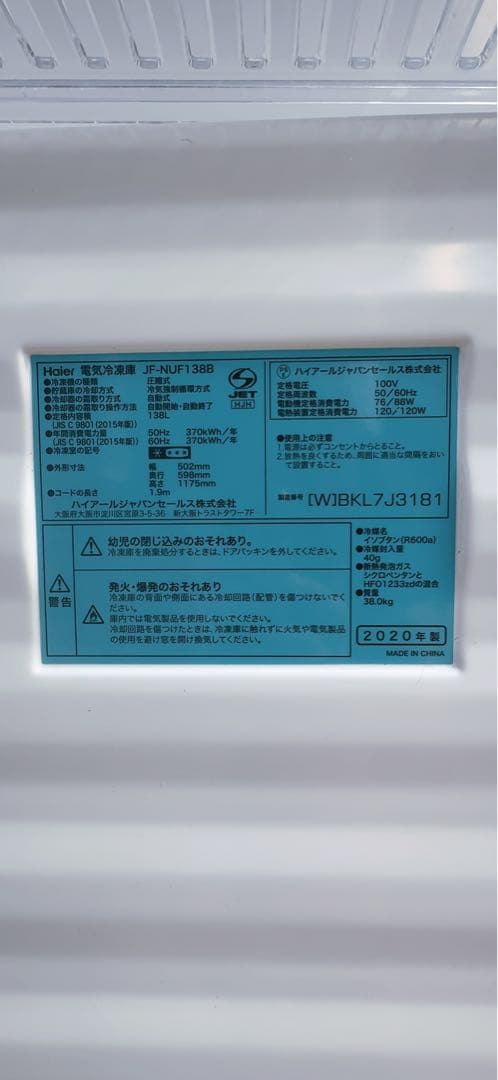 Haier 電気冷凍庫 JF-NUF138B
●冷凍機の種類 圧縮式
●貯蔵庫の冷却方式 冷気強制循環方式
●冷却器の霜取り方式 自動式
●冷却器の霜取り操作方法 自動開始・自動終了
●定格内容積 138L
(JIS C 9801(2015年版))
●年間消費電力量 50Hz 370kWh/年
(JIS C 9801(2015年版)) 60Hz 370kWh/年
●冷凍室の記号
●外形寸法 幅 502mm
奥行 598mm
高さ 1175mm
●コードの長さ 1.9m
ハイアールジャパンセールス株式会社
大阪府大阪市淀川区宮原3-5-36 新大阪トラストタワー7F
S
JET
HJH
PS
E
ハイアールジャパンセールス株式会社
定格電圧 100V
定格周波数 50/60Hz
電動機定格消費電力 76/88W
電熱装置定格消費電力 120/120W
●使用上の注意
1.電源は必ずコンセントからとること。
2.放熱を良くするため、周囲に適当な間隔をおい
て設置すること。
製造番号 [W]BKL7J3181
警告
幼児の閉じ込みのおそれあり。
冷凍庫を廃棄処分するときは、ドアパッキンを外してください。
発火・爆発のおそれあり
冷凍庫の背面や側面にある冷却回路(配管)を傷つけないでく
ださい。
庫内では電気製品を使用しないでください。
冷却回路を傷つけたときは、冷凍庫に触れずに火気や電気製品
の使用を避け窓を開け換気してください。
●冷媒名
イソブタン(R600a)
●冷媒封入量
40g
●断熱発泡ガス
シクロペンタンと
HFO1233zdの混合
●質量
38.0kg
2020年製
MADE IN CHINA